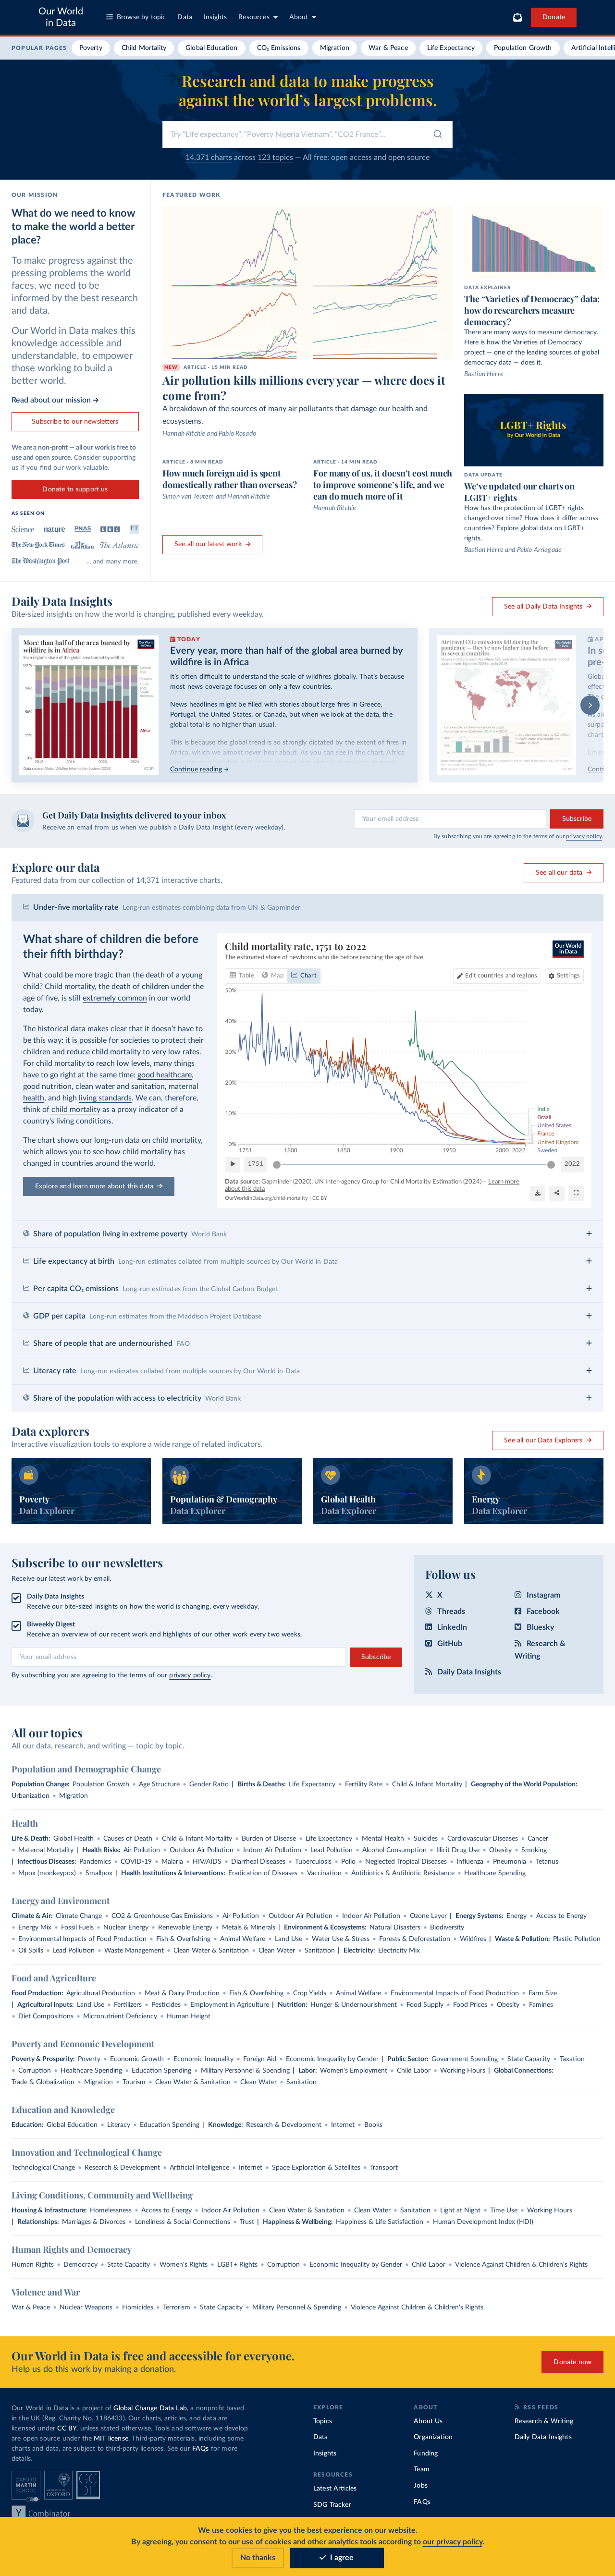 Our World
in Data
Browse by topic
Data
Insights
Resources
About
Donate
POPULAR PAGES
Poverty
Child Mortality
Global Education
CO₂ Emissions
Migration
War & Peace
Life Expectancy
Population Growth
Artificial Intelli
Research and data to make progress
against the world’s largest problems.
Try "Life expectancy", "Poverty Nigeria Vietnam", "CO2 France"...
14,371 charts across 123 topics — All free: open access and open source
OUR MISSION
What do we need to know
to make the world a better
place?
To make progress against the
pressing problems the world
faces, we need to be
informed by the best research
and data.
Our World in Data makes this
knowledge accessible and
understandable, to empower
those working to build a
better world.
Read about our mission →
Subscribe to our newsletters
We are a non-profit — all our work is free to
use and open source. Consider supporting
us if you find our work valuable.
Donate to support us
AS SEEN ON
Science
nature
PNAS
BBC
FT
The New York Times
The Guardian
The Atlantic
The Washington Post
... and many more.
FEATURED WORK
NEW ARTICLE · 15 MIN READ
Air pollution kills millions every year — where does it
come from?
A breakdown of the sources of many air pollutants that damage our health and
ecosystems.
Hannah Ritchie and Pablo Rosado
ARTICLE · 8 MIN READ
How much foreign aid is spent
domestically rather than overseas?
Simon van Teutem and Hannah Ritchie
ARTICLE · 14 MIN READ
For many of us, it doesn’t cost much
to improve someone’s life, and we
can do much more of it
Hannah Ritchie
See all our latest work →
DATA EXPLAINER
The “Varieties of Democracy” data:
how do researchers measure
democracy?
There are many ways to measure democracy.
Here is how the Varieties of Democracy
project — one of the leading sources of global
democracy data — does it.
Bastian Herre
LGBT+ Rights
by Our World in Data
DATA UPDATE
We’ve updated our charts on
LGBT+ rights
How has the protection of LGBT+ rights
changed over time? How does it differ across
countries? Explore global data on LGBT+
rights.
Bastian Herre and Pablo Arriagada
Daily Data Insights
Bite-sized insights on how the world is changing, published every weekday.
See all Daily Data Insights →
More than half of the area burned by
wildfire is in Africa
TODAY
Every year, more than half of the global area burned by
wildfire is in Africa
It’s often difficult to understand the scale of wildfires globally. That’s because
most news coverage focuses on only a few countries.
News headlines might be filled with stories about large fires in Greece,
Portugal, the United States, or Canada, but when we look at the data, the
global total is no higher than usual.
This is because the global trend is so strongly dictated by the extent of fires in
Africa, which we almost never hear about. As you can see in the chart, Africa
Continue reading →
Air travel CO2 emissions fell during the
pandemic — they're now higher than before
in several countries
Get Daily Data Insights delivered to your inbox
Receive an email from us when we publish a Daily Data Insight (every weekday).
Your email address
Subscribe
By subscribing you are agreeing to the terms of our privacy policy.
Explore our data
Featured data from our collection of 14,371 interactive charts.
See all our data →
Under-five mortality rate Long-run estimates combining data from UN & Gapminder
What share of children die before
their fifth birthday?
What could be more tragic than the death of a young
child? Child mortality, the death of children under the
age of five, is still extremely common in our world
today.
The historical data makes clear that it doesn’t have to
be this way: it is possible for societies to protect their
children and reduce child mortality to very low rates.
For child mortality to reach low levels, many things
have to go right at the same time: good healthcare,
good nutrition, clean water and sanitation, maternal
health, and high living standards. We can, therefore,
think of child mortality as a proxy indicator of a
country’s living conditions.
The chart shows our long-run data on child mortality,
which allows you to see how child mortality has
changed in countries around the world.
Explore and learn more about this data →
Child mortality rate, 1751 to 2022
The estimated share of newborns who die before reaching the age of five.
Our World
in Data
Table
Map
Chart
Edit countries and regions
Settings
50%
40%
30%
20%
10%
0%
1751
1800
1850
1900
1950
2000
2022
India
Brazil
United States
France
United Kingdom
Sweden
1751
2022
Data source: Gapminder (2020); UN Inter-agency Group for Child Mortality Estimation (2024) – Learn more
about this data
OurWorldinData.org/child-mortality | CC BY
Share of population living in extreme poverty World Bank
Life expectancy at birth Long-run estimates collated from multiple sources by Our World in Data
Per capita CO₂ emissions Long-run estimates from the Global Carbon Budget
GDP per capita Long-run estimates from the Maddison Project Database
Share of people that are undernourished FAO
Literacy rate Long-run estimates collated from multiple sources by Our World in Data
Share of the population with access to electricity World Bank
Data explorers
Interactive visualization tools to explore a wide range of related indicators.
See all our Data Explorers →
Poverty
Data Explorer
Population & Demography
Data Explorer
Global Health
Data Explorer
Energy
Data Explorer
Subscribe to our newsletters
Receive our latest work by email.
Daily Data Insights
Receive our bite-sized insights on how the world is changing, every weekday.
Biweekly Digest
Receive an overview of our recent work and highlights of our other work every two weeks.
Your email address
Subscribe
By subscribing you are agreeing to the terms of our privacy policy.
Follow us
X
Threads
LinkedIn
GitHub
Daily Data Insights
Instagram
Facebook
Bluesky
Research &
Writing
All our topics
All our data, research, and writing — topic by topic.
Population and Demographic Change
Population Change: Population Growth • Age Structure • Gender Ratio | Births & Deaths: Life Expectancy • Fertility Rate • Child & Infant Mortality | Geography of the World Population:
Urbanization • Migration
Health
Life & Death: Global Health • Causes of Death • Child & Infant Mortality • Burden of Disease • Life Expectancy • Mental Health • Suicides • Cardiovascular Diseases • Cancer
• Maternal Mortality | Health Risks: Air Pollution • Outdoor Air Pollution • Indoor Air Pollution • Lead Pollution • Alcohol Consumption • Illicit Drug Use • Obesity • Smoking
| Infectious Diseases: Pandemics • COVID-19 • Malaria • HIV/AIDS • Diarrheal Diseases • Tuberculosis • Polio • Neglected Tropical Diseases • Influenza • Pneumonia • Tetanus
• Mpox (monkeypox) • Smallpox | Health Institutions & Interventions: Eradication of Diseases • Vaccination • Antibiotics & Antibiotic Resistance • Healthcare Spending
Energy and Environment
Climate & Air: Climate Change • CO2 & Greenhouse Gas Emissions • Air Pollution • Outdoor Air Pollution • Indoor Air Pollution • Ozone Layer | Energy Systems: Energy • Access to Energy
• Energy Mix • Fossil Fuels • Nuclear Energy • Renewable Energy • Metals & Minerals | Environment & Ecosystems: Natural Disasters • Biodiversity
• Environmental Impacts of Food Production • Fish & Overfishing • Animal Welfare • Land Use • Water Use & Stress • Forests & Deforestation • Wildfires | Waste & Pollution: Plastic Pollution
• Oil Spills • Lead Pollution • Waste Management • Clean Water & Sanitation • Clean Water • Sanitation | Electricity: Electricity Mix
Food and Agriculture
Food Production: Agricultural Production • Meat & Dairy Production • Fish & Overfishing • Crop Yields • Animal Welfare • Environmental Impacts of Food Production • Farm Size
| Agricultural Inputs: Land Use • Fertilizers • Pesticides • Employment in Agriculture | Nutrition: Hunger & Undernourishment • Food Supply • Food Prices • Obesity • Famines
• Diet Compositions • Micronutrient Deficiency • Human Height
Poverty and Economic Development
Poverty & Prosperity: Poverty • Economic Growth • Economic Inequality • Foreign Aid • Economic Inequality by Gender | Public Sector: Government Spending • State Capacity • Taxation
• Corruption • Healthcare Spending • Education Spending • Military Personnel & Spending | Labor: Women's Employment • Child Labor • Working Hours | Global Connections:
Trade & Globalization • Migration • Tourism • Clean Water & Sanitation • Clean Water • Sanitation
Education and Knowledge
Education: Global Education • Literacy • Education Spending | Knowledge: Research & Development • Internet • Books
Innovation and Technological Change
Technological Change • Research & Development • Artificial Intelligence • Internet • Space Exploration & Satellites • Transport
Living Conditions, Community and Wellbeing
Housing & Infrastructure: Homelessness • Access to Energy • Indoor Air Pollution • Clean Water & Sanitation • Clean Water • Sanitation • Light at Night • Time Use • Working Hours
| Relationships: Marriages & Divorces • Loneliness & Social Connections • Trust | Happiness & Wellbeing: Happiness & Life Satisfaction • Human Development Index (HDI)
Human Rights and Democracy
Human Rights • Democracy • State Capacity • Women's Rights • LGBT+ Rights • Corruption • Economic Inequality by Gender • Child Labor • Violence Against Children & Children's Rights
Violence and War
War & Peace • Nuclear Weapons • Homicides • Terrorism • State Capacity • Military Personnel & Spending • Violence Against Children & Children's Rights
Our World in Data is free and accessible for everyone.
Help us do this work by making a donation.
Donate now
Our World in Data is a project of Global Change Data Lab, a nonprofit based
in the UK (Reg. Charity No. 1186433). Our charts, articles, and data are
licensed under CC BY, unless stated otherwise. Tools and software we develop
are open source under the MIT license. Third-party materials, including some
charts and data, are subject to third-party licenses. See our FAQs for more
details.
OXFORD
MARTIN
SCHOOL
UNIVERSITY OF
OXFORD
GCDL
Y Combinator
EXPLORE
Topics
Data
Insights
RESOURCES
Latest Articles
SDG Tracker
ABOUT
About Us
Organization
Funding
Team
Jobs
FAQs
RSS FEEDS
Research & Writing
Daily Data Insights
We use cookies to give you the best experience on our website.
By agreeing, you consent to our use of cookies and other analytics tools according to our privacy policy.
No thanks
I agree